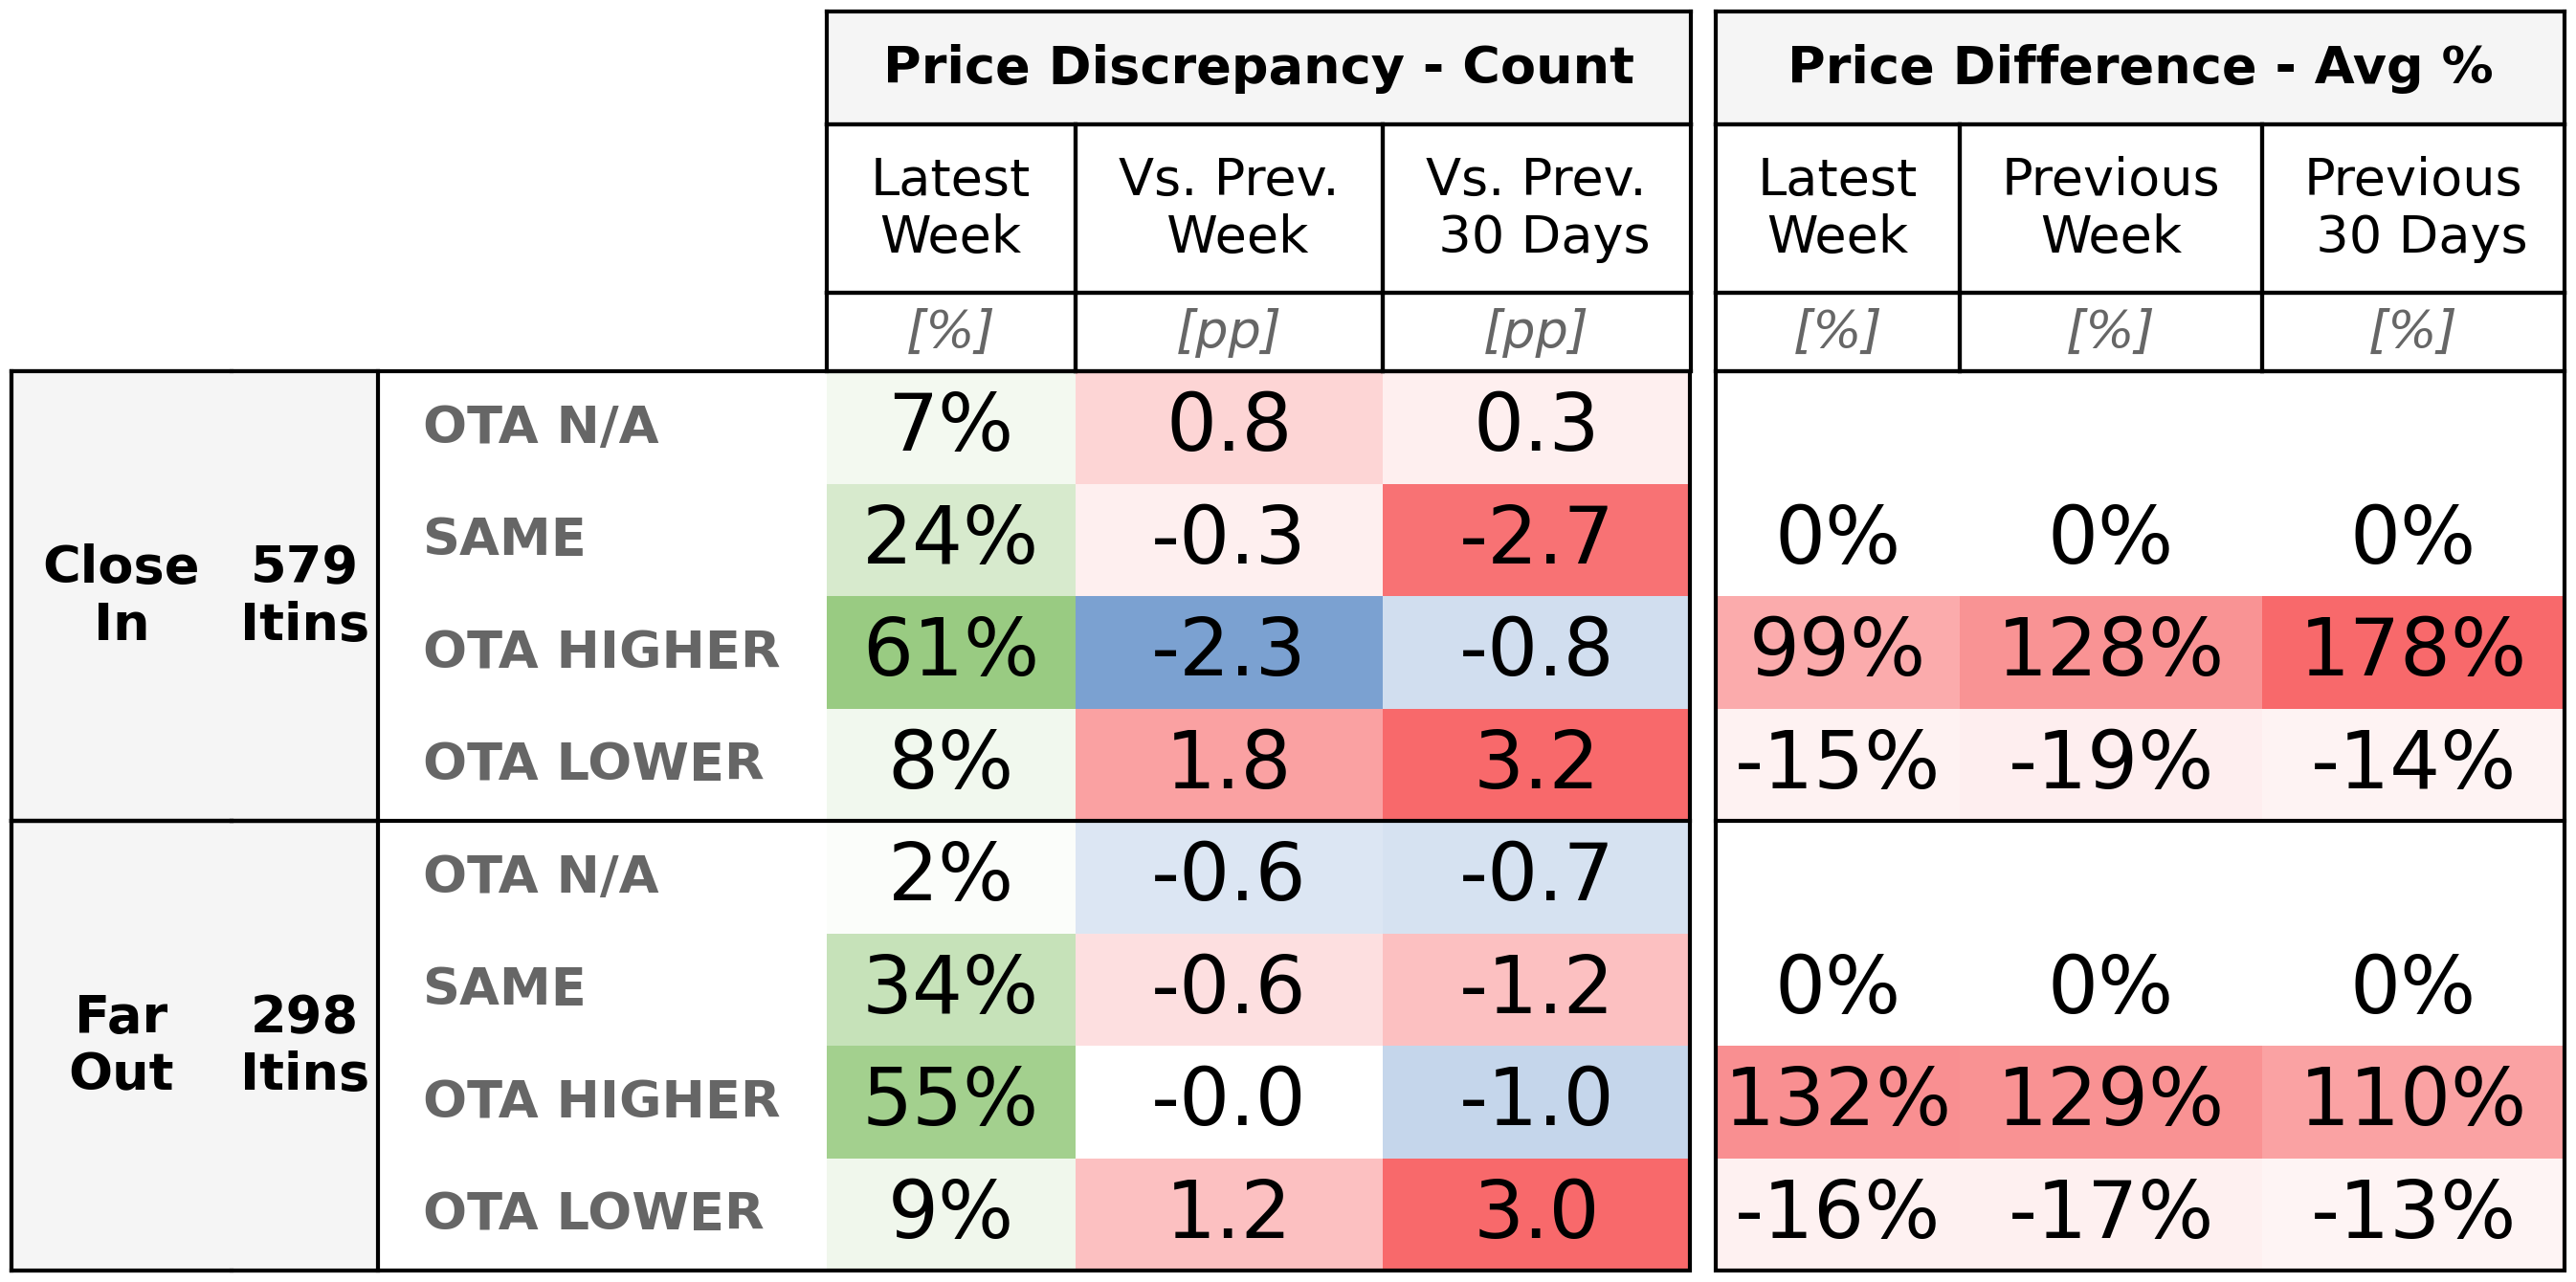 Price Discrepancy - Count Price Difference - Avg %
Latest Week Vs. Prev. Week Vs. Prev. 30 Days Latest Week Previous Week Previous 30 Days
[%] [pp] [pp] [%] [%] [%]
Close In 579 Itins
OTA N/A 7% 0.8 0.3
SAME 24% -0.3 -2.7 0% 0% 0%
OTA HIGHER 61% -2.3 -0.8 99% 128% 178%
OTA LOWER 8% 1.8 3.2 -15% -19% -14%
Far Out 298 Itins
OTA N/A 2% -0.6 -0.7
SAME 34% -0.6 -1.2 0% 0% 0%
OTA HIGHER 55% -0.0 -1.0 132% 129% 110%
OTA LOWER 9% 1.2 3.0 -16% -17% -13%